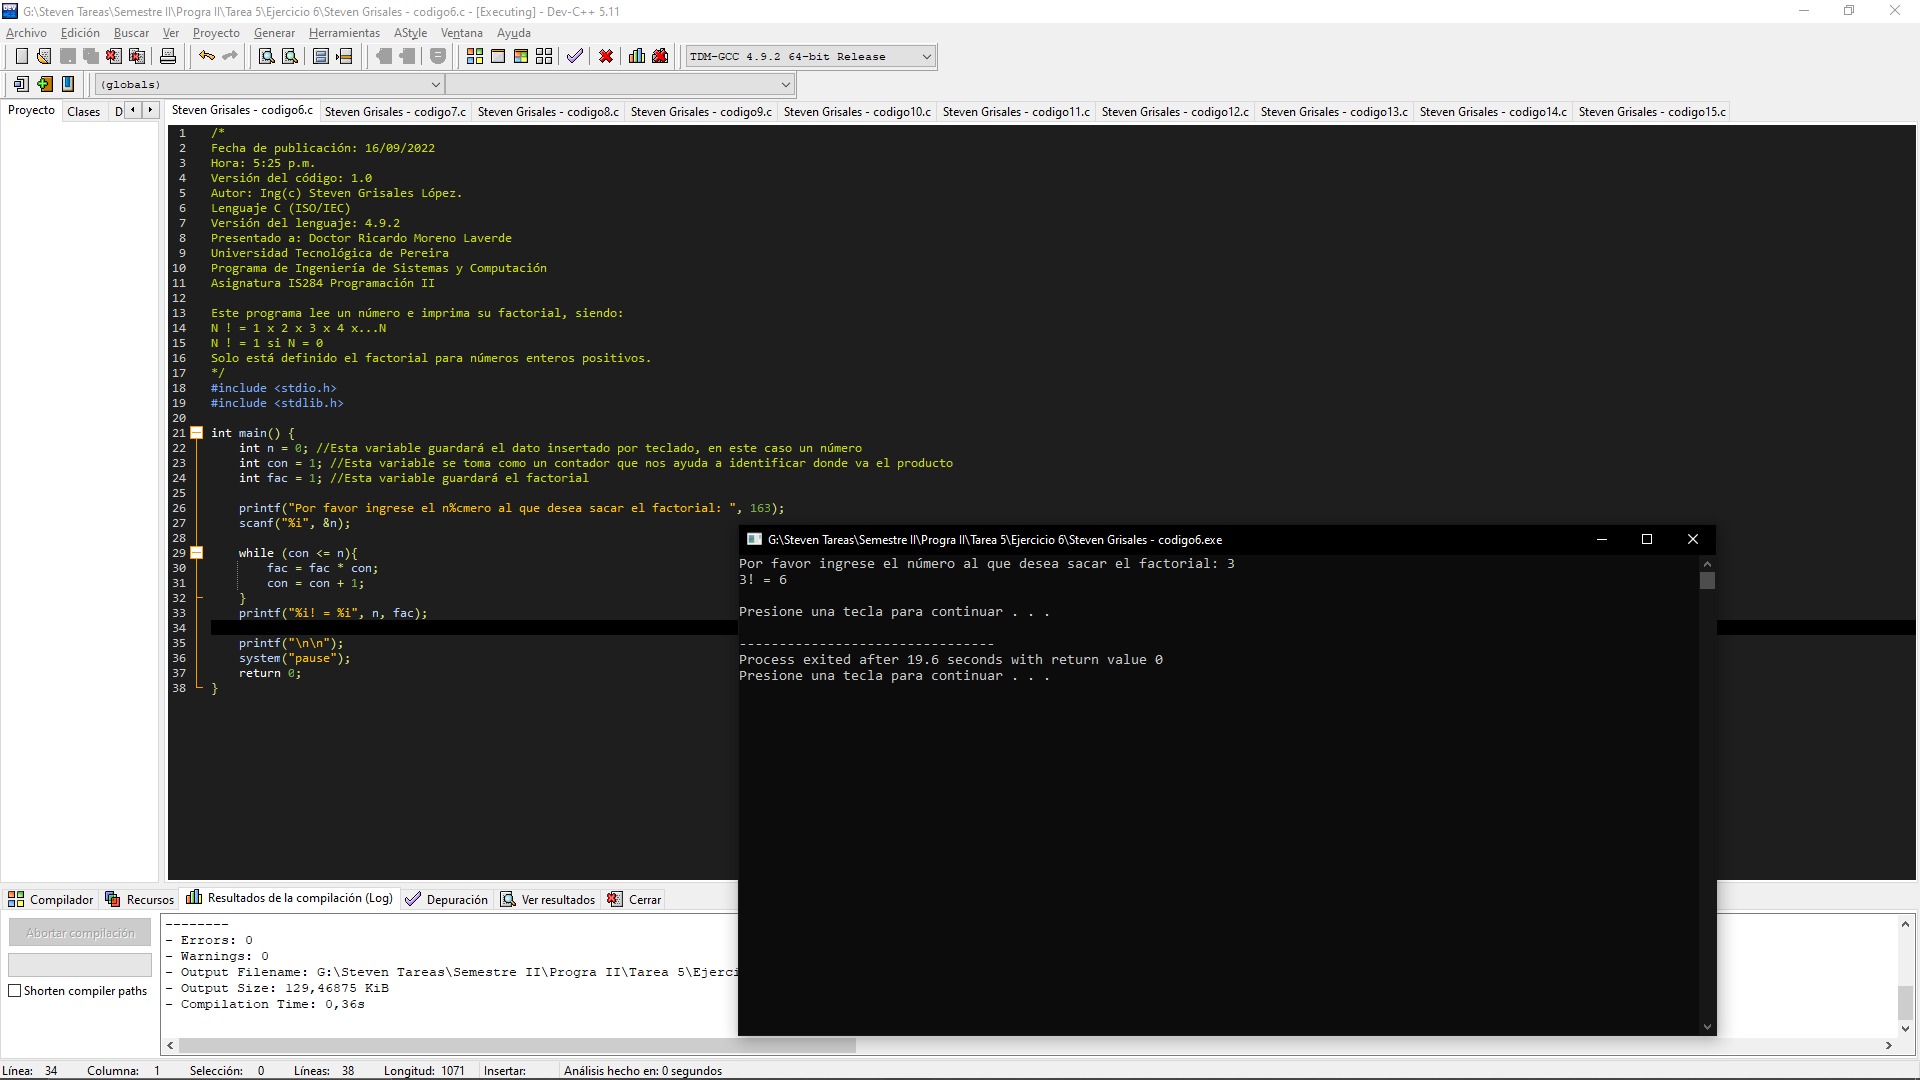 G:\Steven Tareas\Semestre II\Progra II\Tarea 5\Ejercicio 6\Steven Grisales - codigo6.c - [Executing] - Dev-C++ 5.11
Archivo Edición Buscar Ver Proyecto Generar Herramientas AStyle Ventana Ayuda
TDM-GCC 4.9.2 64-bit Release
(globals)
Proyecto Clases D Steven Grisales - codigo6.c Steven Grisales - codigo7.c Steven Grisales - codigo8.c Steven Grisales - codigo9.c Steven Grisales - codigo10.c Steven Grisales - codigo11.c Steven Grisales - codigo12.c Steven Grisales - codigo13.c Steven Grisales - codigo14.c Steven Grisales - codigo15.c
1 /*
2 Fecha de publicación: 16/09/2022
3 Hora: 5:25 p.m.
4 Versión del código: 1.0
5 Autor: Ing(c) Steven Grisales López.
6 Lenguaje C (ISO/IEC)
7 Versión del lenguaje: 4.9.2
8 Presentado a: Doctor Ricardo Moreno Laverde
9 Universidad Tecnológica de Pereira
10 Programa de Ingeniería de Sistemas y Computación
11 Asignatura IS284 Programación II
12
13 Este programa lee un número e imprima su factorial, siendo:
14 N ! = 1 x 2 x 3 x 4 x...N
15 N ! = 1 si N = 0
16 Solo está definido el factorial para números enteros positivos.
17 */
18 #include <stdio.h>
19 #include <stdlib.h>
20
21 int main() {
22 int n = 0; //Esta variable guardará el dato insertado por teclado, en este caso un número
23 int con = 1; //Esta variable se toma como un contador que nos ayuda a identificar donde va el producto
24 int fac = 1; //Esta variable guardará el factorial
25
26 printf("Por favor ingrese el n%cmero al que desea sacar el factorial: ", 163);
27 scanf("%i", &n);
28
29 while (con <= n){
30 fac = fac * con;
31 con = con + 1;
32 }
33 printf("%i! = %i", n, fac);
34
35 printf("\n\n");
36 system("pause");
37 return 0;
38 }
G:\Steven Tareas\Semestre II\Progra II\Tarea 5\Ejercicio 6\Steven Grisales - codigo6.exe
Por favor ingrese el número al que desea sacar el factorial: 3
3! = 6
Presione una tecla para continuar . . .
--------------------------------
Process exited after 19.6 seconds with return value 0
Presione una tecla para continuar . . .
Compilador Recursos Resultados de la compilación (Log) Depuración Ver resultados Cerrar
Abortar compilación
Shorten compiler paths
--------
- Errors: 0
- Warnings: 0
- Output Filename: G:\Steven Tareas\Semestre II\Progra II\Tarea 5\Ejerci
- Output Size: 129,46875 KiB
- Compilation Time: 0,36s
Línea: 34 Columna: 1 Selección: 0 Líneas: 38 Longitud: 1071 Insertar: Análisis hecho en: 0 segundos